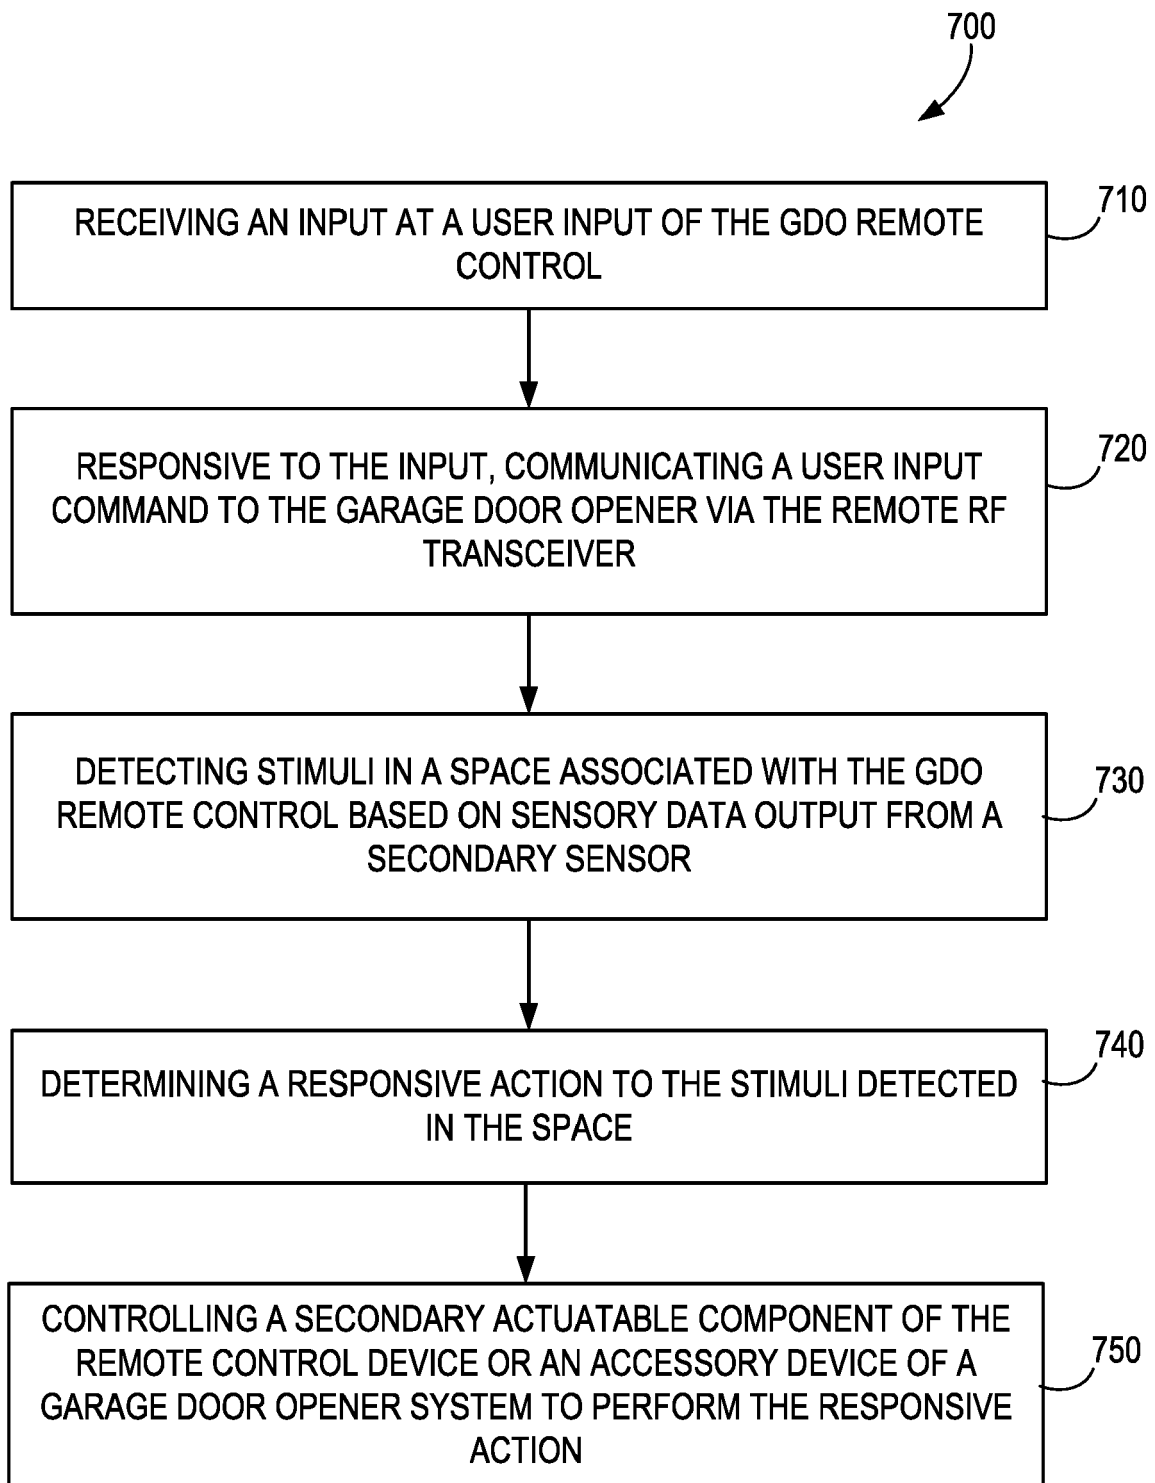 700
RECEIVING AN INPUT AT A USER INPUT OF THE GDO REMOTE
CONTROL
710
RESPONSIVE TO THE INPUT, COMMUNICATING A USER INPUT
COMMAND TO THE GARAGE DOOR OPENER VIA THE REMOTE RF
TRANSCEIVER
720
DETECTING STIMULI IN A SPACE ASSOCIATED WITH THE GDO
REMOTE CONTROL BASED ON SENSORY DATA OUTPUT FROM A
SECONDARY SENSOR
730
DETERMINING A RESPONSIVE ACTION TO THE STIMULI DETECTED
IN THE SPACE
740
CONTROLLING A SECONDARY ACTUATABLE COMPONENT OF THE
REMOTE CONTROL DEVICE OR AN ACCESSORY DEVICE OF A
GARAGE DOOR OPENER SYSTEM TO PERFORM THE RESPONSIVE
ACTION
750